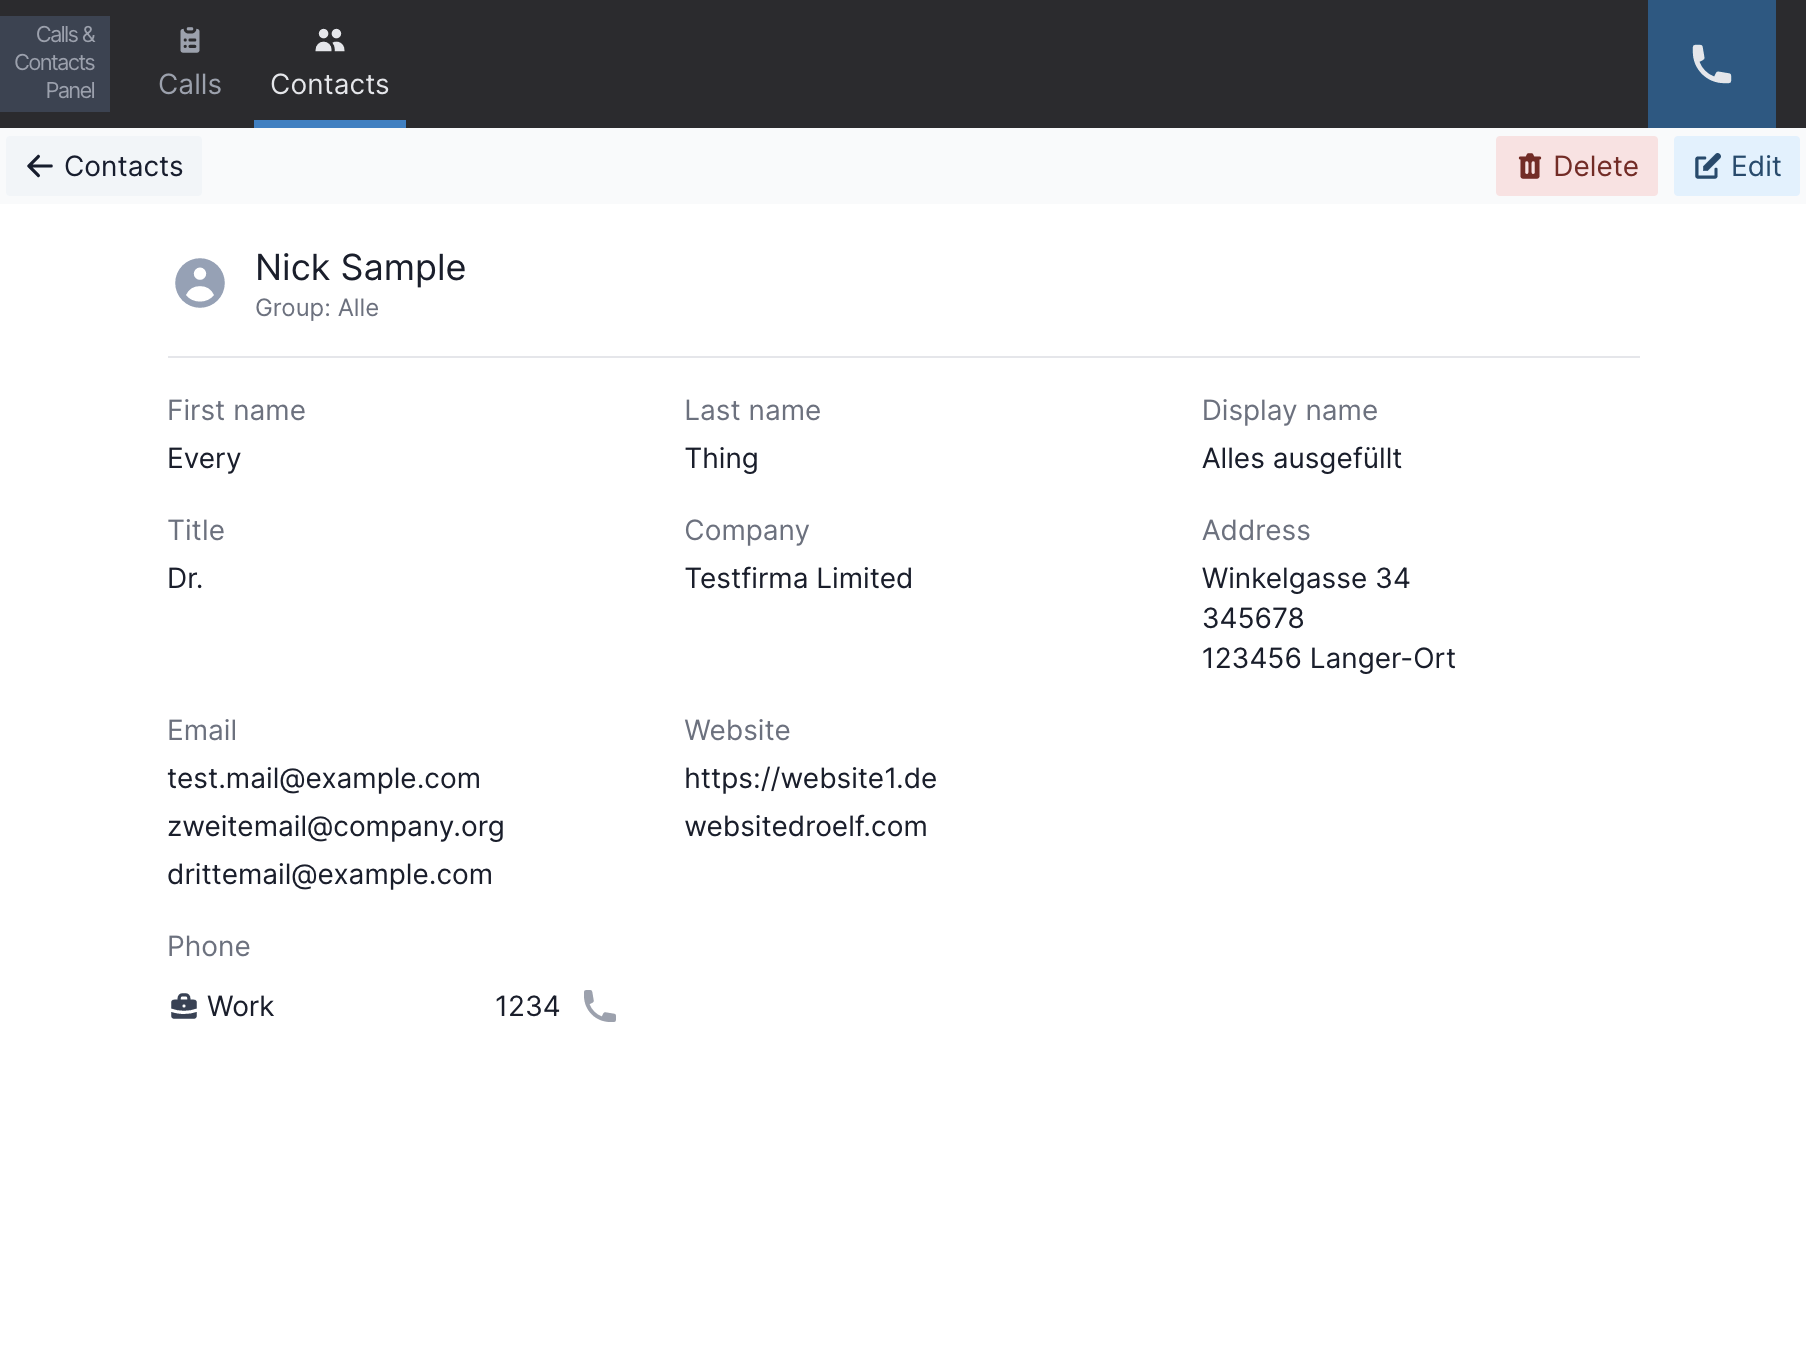 Calls &
Contacts
Panel
Calls
Contacts
Contacts
Delete
Edit
Nick Sample
Group: Alle
First name
Last name
Display name
Every
Thing
Alles ausgefüllt
Title
Company
Address
Dr.
Testfirma Limited
Winkelgasse 34
345678
123456 Langer-Ort
Email
Website
test.mail@example.com
https://website1.de
zweitemail@company.org
websitedroelf.com
drittemail@example.com
Phone
Work
1234